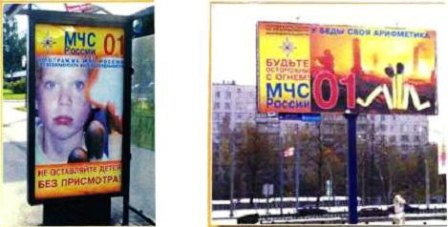 МЧС
РОССИИ 01
НЕ ОСТАВЛЯЙТЕ ДЕТЕЙ
БЕЗ ПРИСМОТРА!
У БЕДЫ СВОЯ АРИФМЕТИКА
БУДЬТЕ
ОСТОРОЖНЫ
С ОГНЕМ!
МЧС
РОССИИ
01